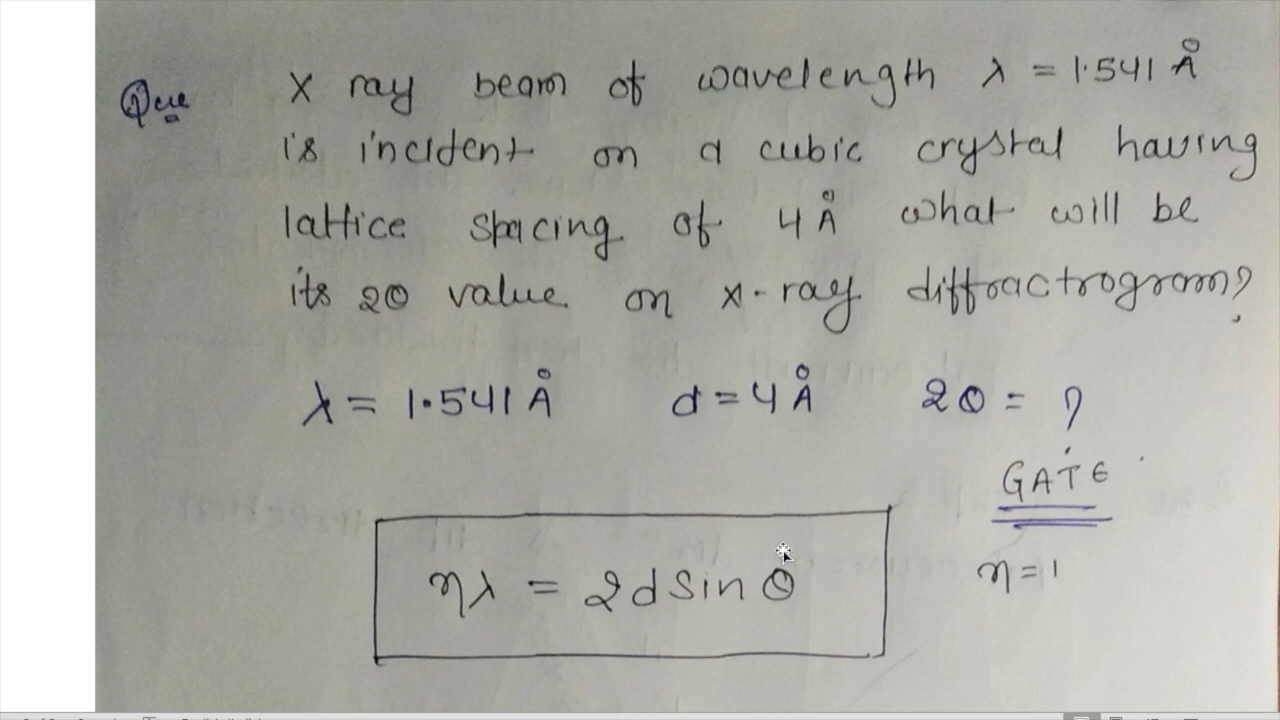 Que X ray beam of wavelength λ = 1.541 Å
is incident on a cubic crystal having
lattice spacing of 4 Å what will be
its 2θ value on x-ray diffractrogram?
λ = 1.541 Å d = 4 Å 2θ = ?
GATE
nλ = 2d sin θ
n = 1